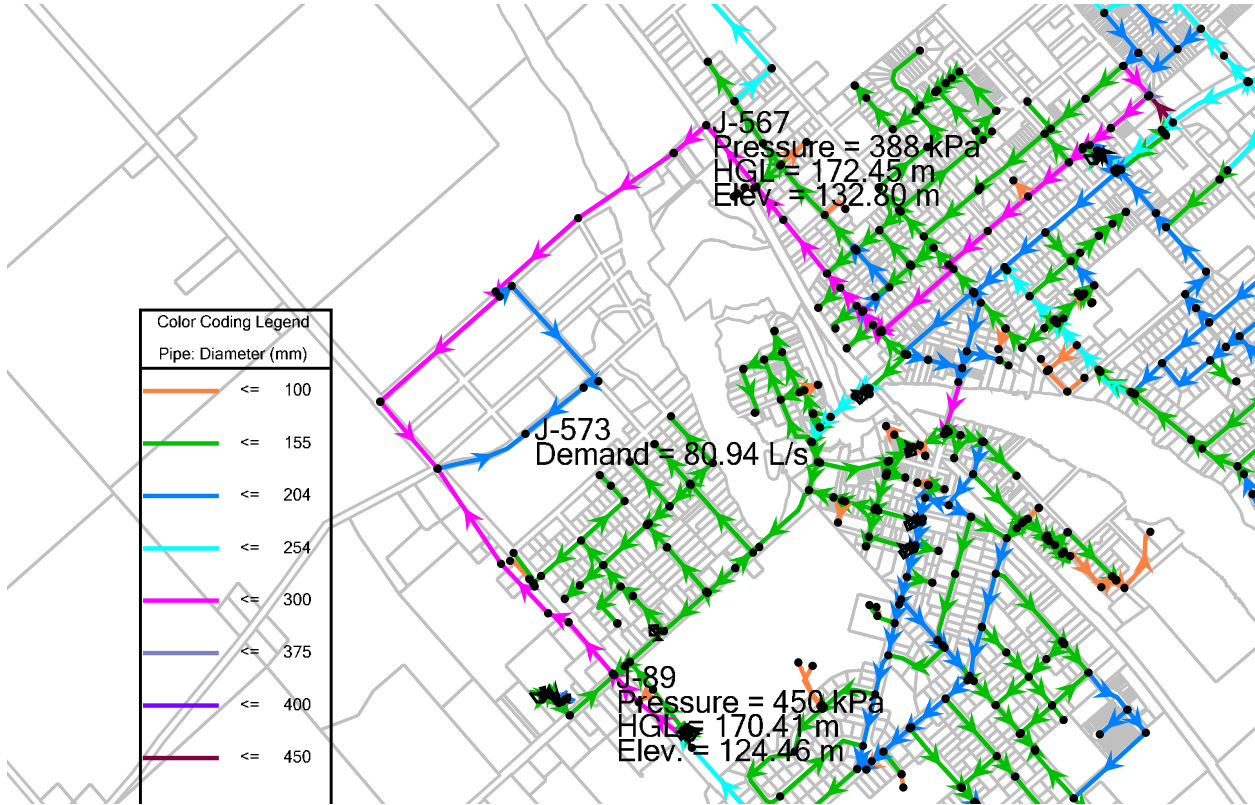 J-567
Pressure = 388 kPa
HGL = 172.45 m
Elev. = 132.80 m
Color Coding Legend
Pipe: Diameter (mm)
<= 100
<= 155
<= 204
<= 254
<= 300
<= 375
<= 400
<= 450
J-573
Demand = 80.94 L/s
J-89
Pressure = 450 kPa
HGL = 170.41 m
Elev. = 124.46 m